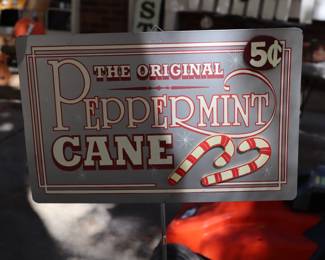 5¢
THE ORIGINAL
PEPPERMINT
CANE